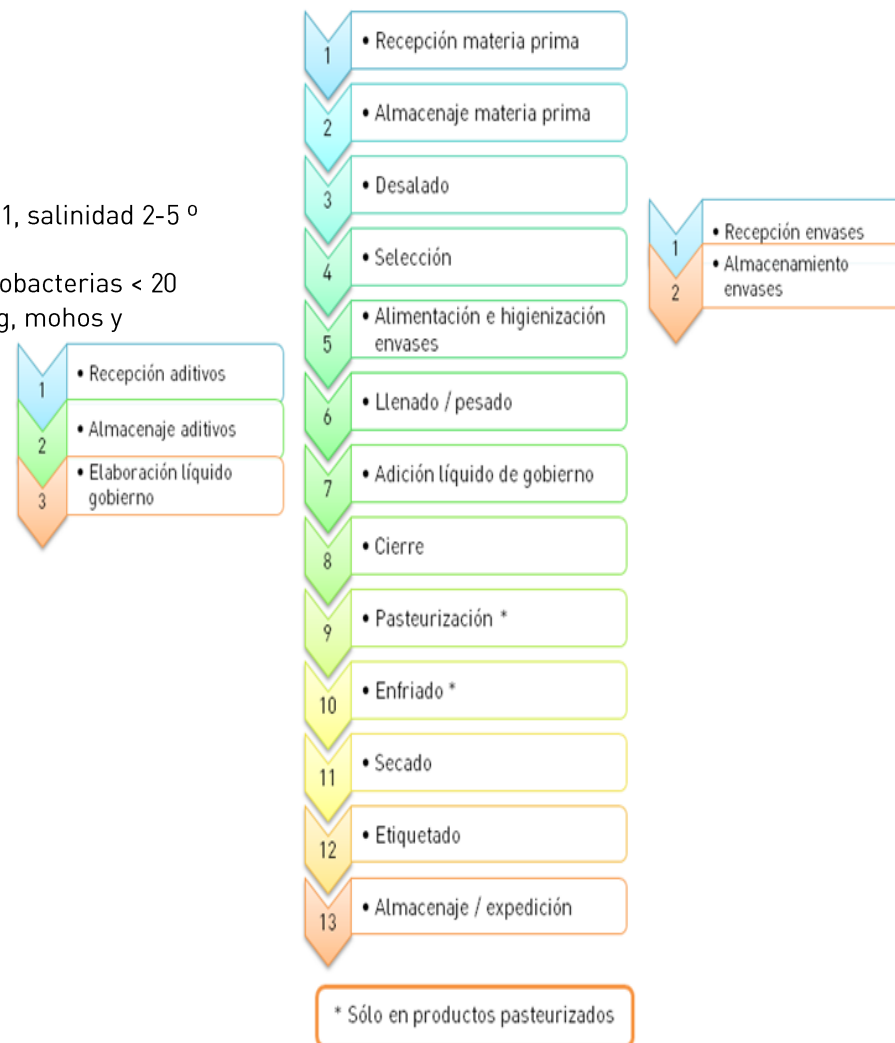 1, salinidad 2-5 º
obacterias < 20
g, mohos y
1
• Recepción aditivos
2
• Almacenaje aditivos
3
• Elaboración líquido
gobierno
1
• Recepción materia prima
2
• Almacenaje materia prima
3
• Desalado
4
• Selección
5
• Alimentación e higienización
envases
6
• Llenado / pesado
7
• Adición líquido de gobierno
8
• Cierre
9
• Pasteurización *
10
• Enfriado *
11
• Secado
12
• Etiquetado
13
• Almacenaje / expedición
* Sólo en productos pasteurizados
1
• Recepción envases
2
• Almacenamiento
envases